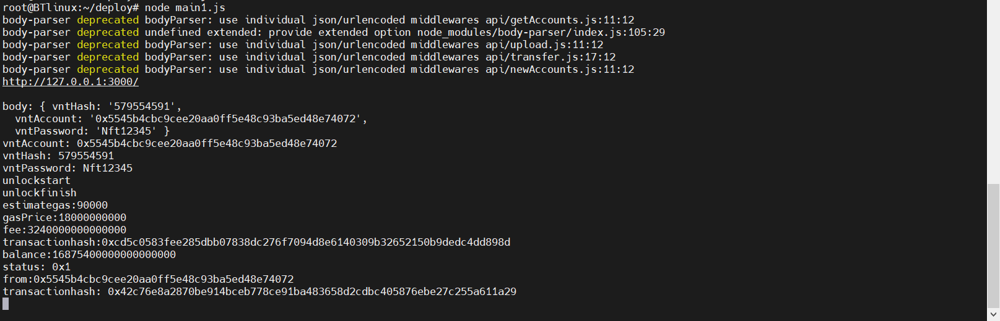 root@BTlinux:~/deploy# node main1.js
body-parser deprecated bodyParser: use individual json/urlencoded middlewares api/getAccounts.js:11:12
body-parser deprecated undefined extended: provide extended option node_modules/body-parser/index.js:105:29
body-parser deprecated bodyParser: use individual json/urlencoded middlewares api/upload.js:11:12
body-parser deprecated bodyParser: use individual json/urlencoded middlewares api/transfer.js:17:12
body-parser deprecated bodyParser: use individual json/urlencoded middlewares api/newAccounts.js:11:12
http://127.0.0.1:3000/
body: { vntHash: '579554591',
vntAccount: '0x5545b4cbc9cee20aa0ff5e48c93ba5ed48e74072',
vntPassword: 'Nft12345' }
vntAccount: 0x5545b4cbc9cee20aa0ff5e48c93ba5ed48e74072
vntHash: 579554591
vntPassword: Nft12345
unlockstart
unlockfinish
estimategas:90000
gasPrice:18000000000
fee:3240000000000000
transactionhash:0xcd5c0583fee285dbb07838dc276f7094d8e6140309b32652150b9dedc4dd898d
balance:16875400000000000000
status: 0x1
from:0x5545b4cbc9cee20aa0ff5e48c93ba5ed48e74072
transactionhash: 0x42c76e8a2870be914bceb778ce91ba483658d2cdbc405876ebe27c255a611a29